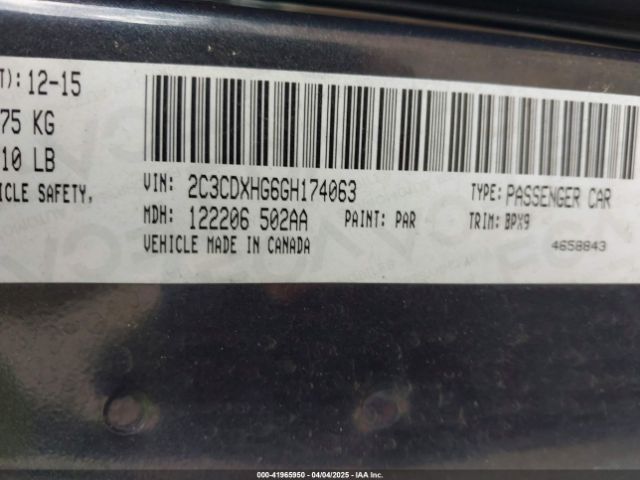 T): 12-15
75 KG
10 LB
ICLE SAFETY,
VIN: 2C3CDXHG6GH174063
TYPE: PASSENGER CAR
MDH: 122206 502AA
PAINT: PAR
TRIM: BPX9
VEHICLE MADE IN CANADA
4658843
000-41965950 - 04/04/2025 - IAA Inc.